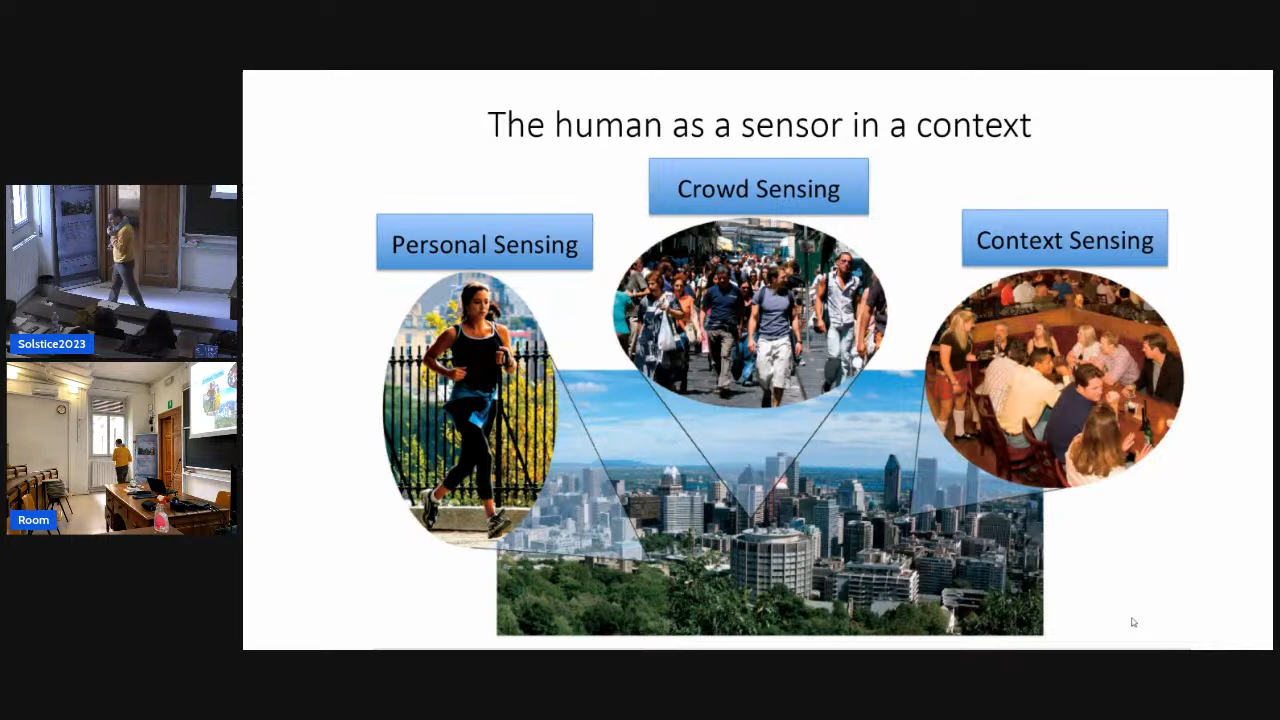 The human as a sensor in a context
Crowd Sensing
Personal Sensing
Context Sensing
Solstice2023
Room